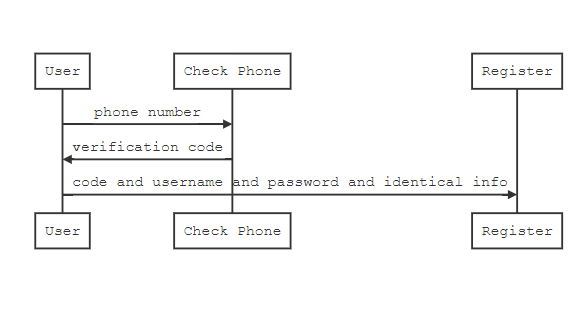 User
Check Phone
Register
phone number
verification code
code and username and password and identical info
User
Check Phone
Register